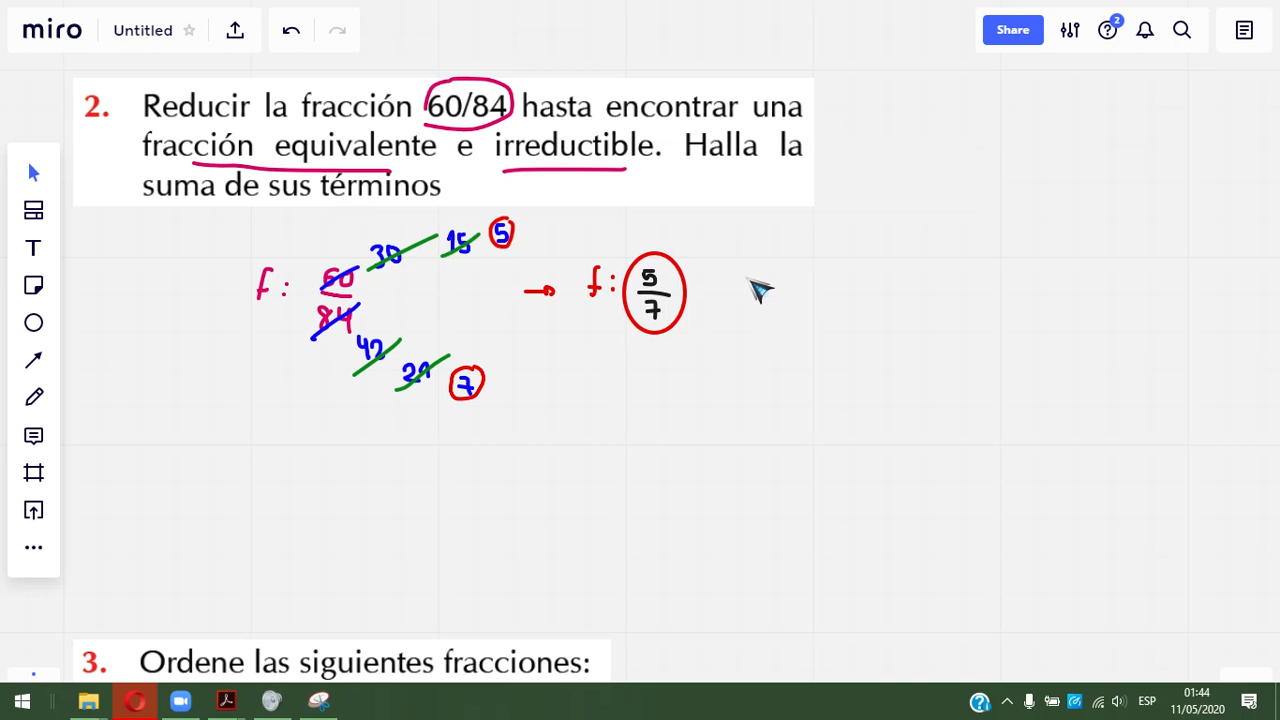 miro Untitled Share 2
2. Reducir la fracción 60/84 hasta encontrar una
fracción equivalente e irreductible. Halla la
suma de sus términos
30 15 5
f: 60/84 → f: 5/7
42
21 7
3. Ordene las siguientes fracciones:
T
ESP 01:44
11/05/2020